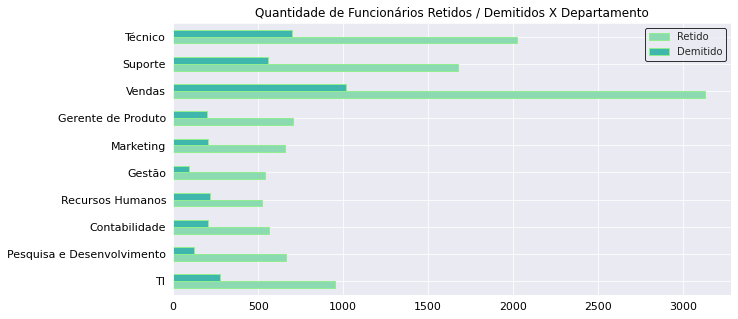 Quantidade de Funcionários Retidos / Demitidos X Departamento
Retido
Demitido
Técnico
Suporte
Vendas
Gerente de Produto
Marketing
Gestão
Recursos Humanos
Contabilidade
Pesquisa e Desenvolvimento
TI
0 500 1000 1500 2000 2500 3000